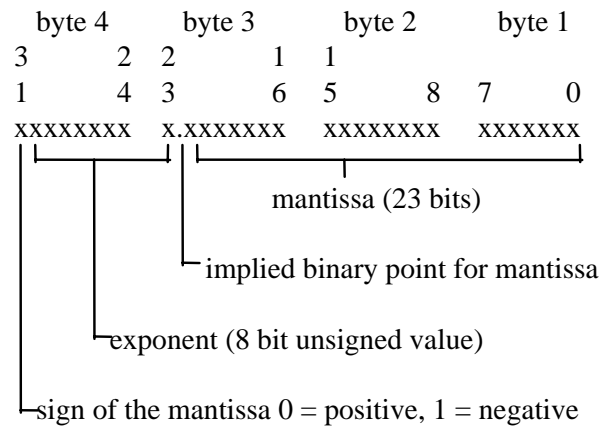 byte 4 byte 3 byte 2 byte 1
3 2 2 1 1
1 4 3 6 5 8 7 0
xxxxxxxx x.xxxxxxx xxxxxxxx xxxxxxx
mantissa (23 bits)
implied binary point for mantissa
exponent (8 bit unsigned value)
sign of the mantissa 0 = positive, 1 = negative